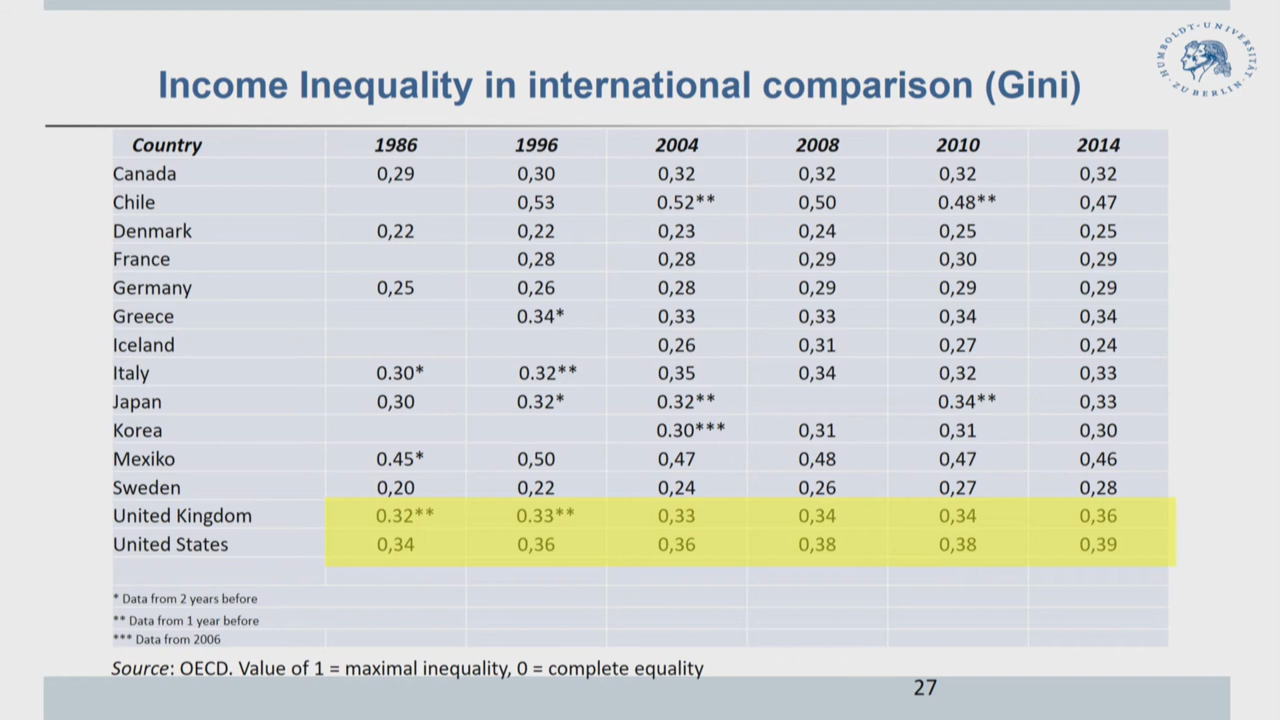 HUMBOLDT-UNIVERSITÄT ZU BERLIN
Income Inequality in international comparison (Gini)
Country 1986 1996 2004 2008 2010 2014
Canada 0,29 0,30 0,32 0,32 0,32 0,32
Chile 0,53 0.52** 0,50 0.48** 0,47
Denmark 0,22 0,22 0,23 0,24 0,25 0,25
France 0,28 0,28 0,29 0,30 0,29
Germany 0,25 0,26 0,28 0,29 0,29 0,29
Greece 0.34* 0,33 0,33 0,34 0,34
Iceland 0,26 0,31 0,27 0,24
Italy 0.30* 0.32** 0,35 0,34 0,32 0,33
Japan 0,30 0.32* 0.32** 0.34** 0,33
Korea 0.30*** 0,31 0,31 0,30
Mexiko 0.45* 0,50 0,47 0,48 0,47 0,46
Sweden 0,20 0,22 0,24 0,26 0,27 0,28
United Kingdom 0.32** 0.33** 0,33 0,34 0,34 0,36
United States 0,34 0,36 0,36 0,38 0,38 0,39
* Data from 2 years before
** Data from 1 year before
*** Data from 2006
Source: OECD. Value of 1 = maximal inequality, 0 = complete equality
27